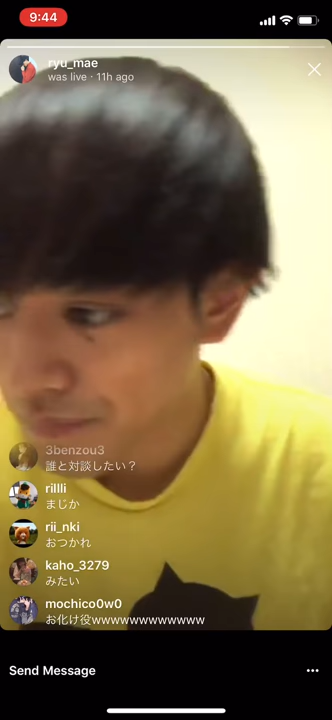 9:44
ryu_mae
was live · 11h ago
3benzou3
誰と対談したい？
rillli
まじか
rii_nki
おつかれ
kaho_3279
みたい
mochico0w0
お化け役wwwwwwwwwwww
Send Message